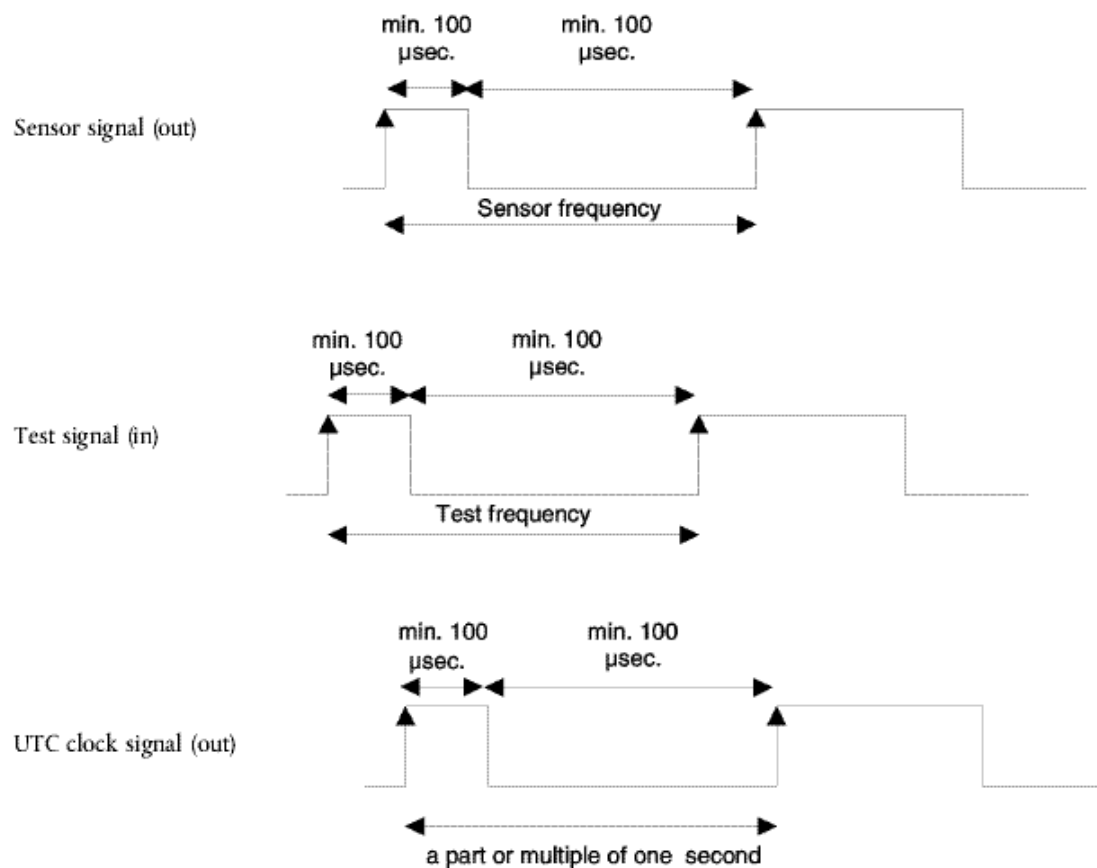 min. 100
µsec.
min. 100
µsec.
Sensor signal (out)
Sensor frequency
min. 100
µsec.
min. 100
µsec.
Test signal (in)
Test frequency
min. 100
µsec.
min. 100
µsec.
UTC clock signal (out)
a part or multiple of one second